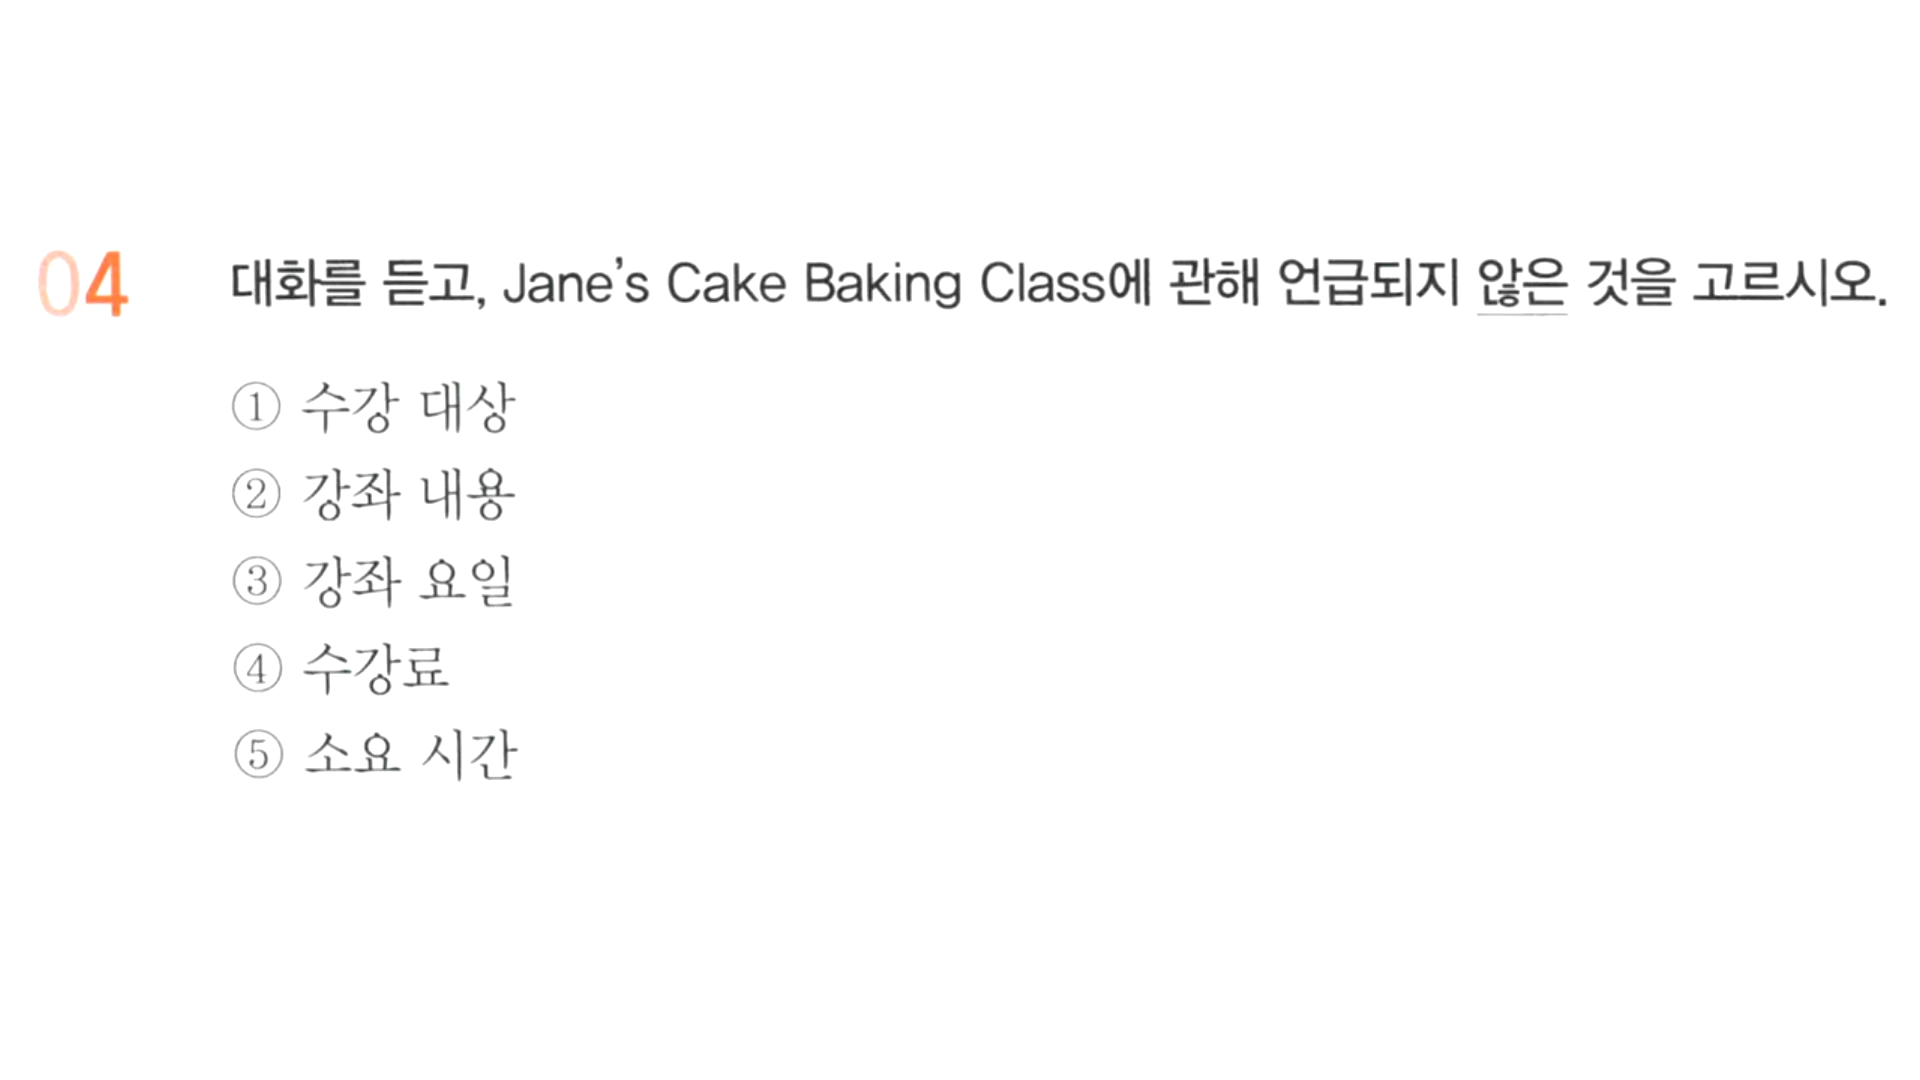 04 대화를 듣고, Jane's Cake Baking Class에 관해 언급되지 않은 것을 고르시오.
① 수강 대상
② 강좌 내용
③ 강좌 요일
④ 수강료
⑤ 소요 시간